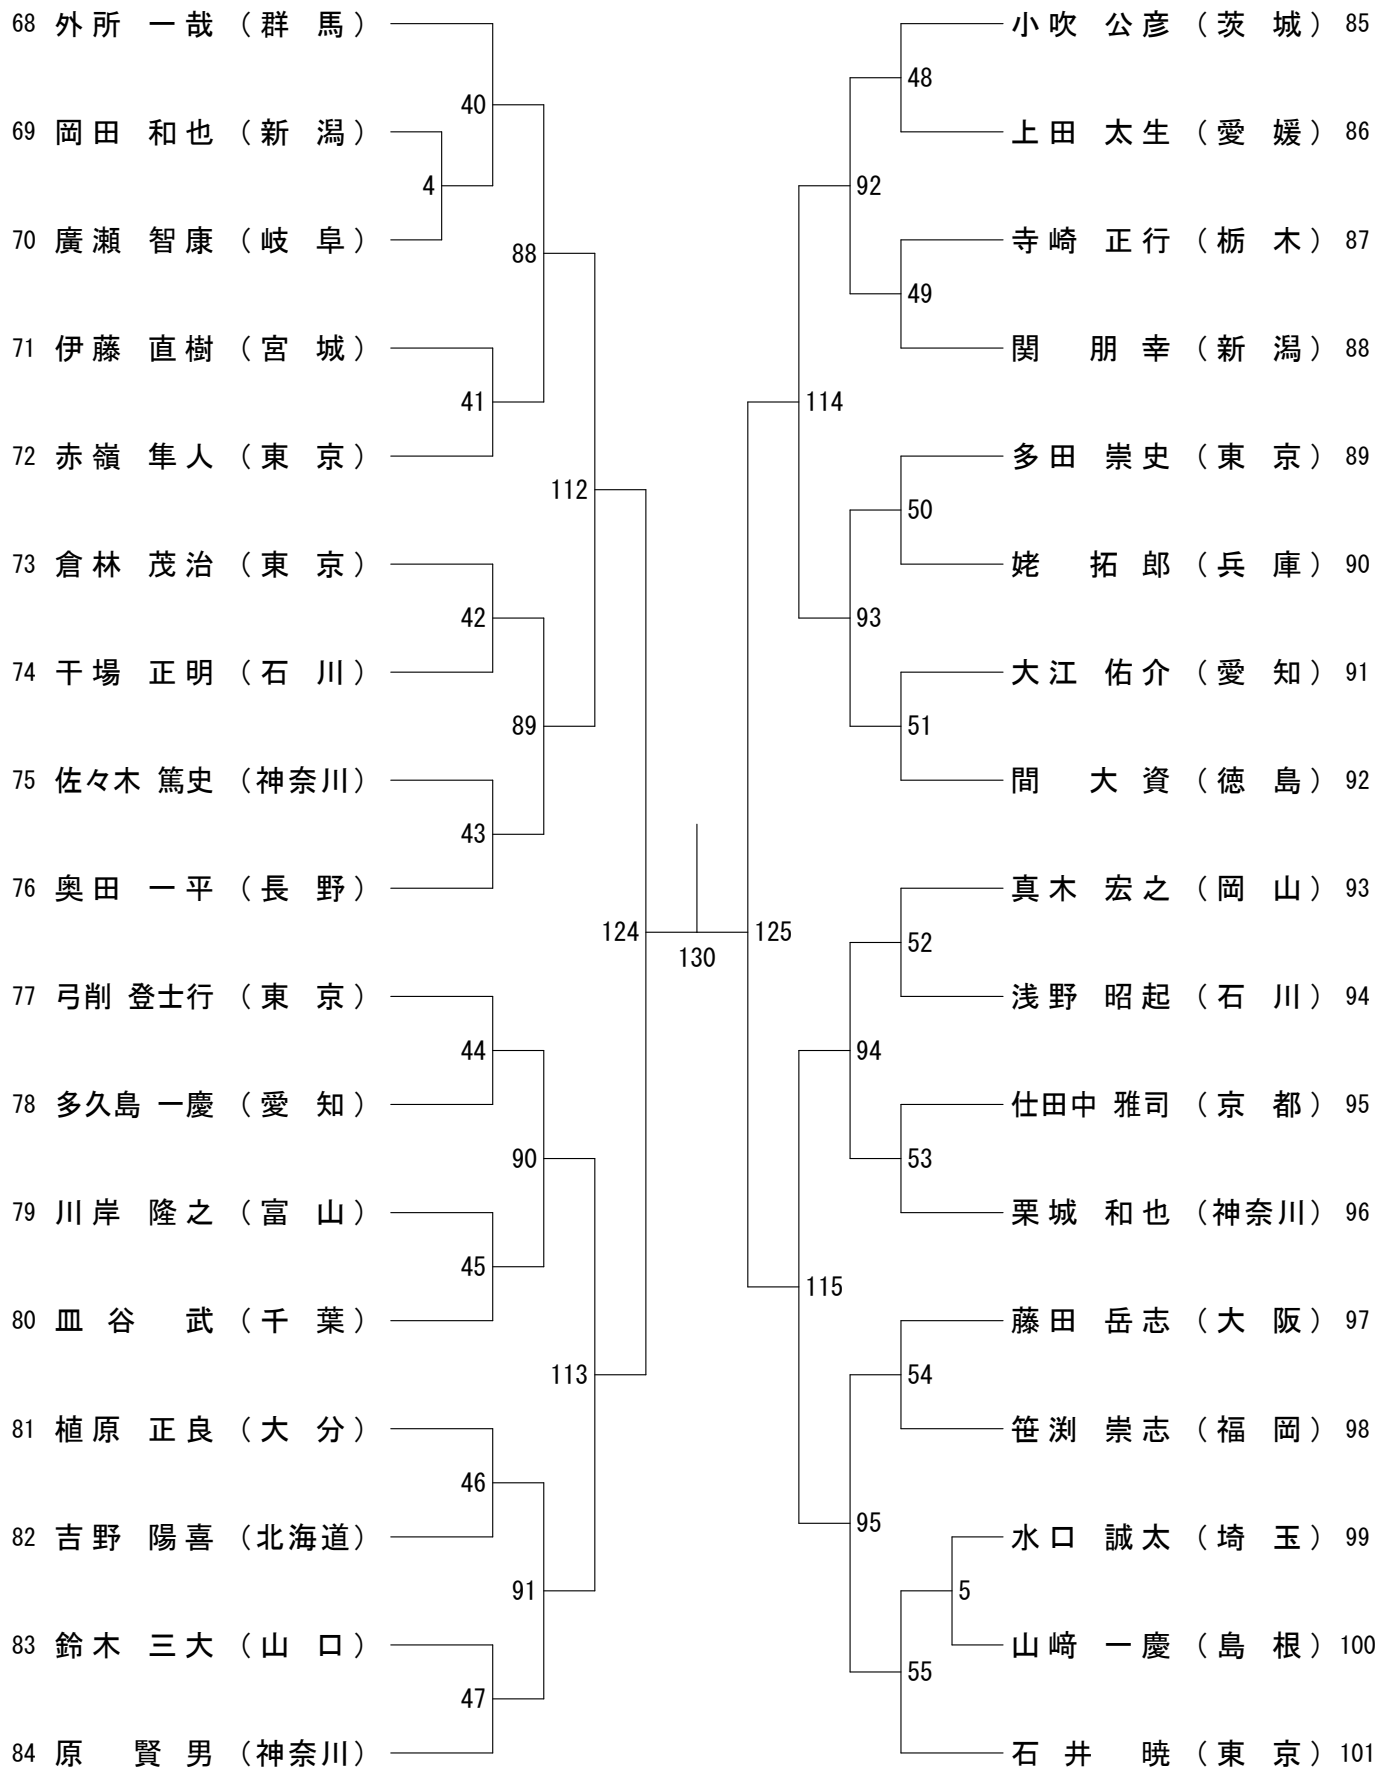 68 外所 一哉 （群 馬）
40
69 岡田 和也 （新 潟）
4
70 廣瀬 智康 （岐 阜）
88
71 伊藤 直樹 （宮 城）
41
72 赤嶺 隼人 （東 京）
112
73 倉林 茂治 （東 京）
42
74 干場 正明 （石 川）
89
75 佐々木 篤史 （神奈川）
43
76 奥田 一平 （長 野）
124
77 弓削 登士行 （東 京）
44
78 多久島 一慶 （愛 知）
90
79 川岸 隆之 （富 山）
45
80 皿谷 武 （千 葉）
113
81 植原 正良 （大 分）
46
82 吉野 陽喜 （北海道）
91
83 鈴木 三大 （山 口）
47
84 原 賢男 （神奈川）
130
小吹 公彦 （茨 城） 85
48
上田 太生 （愛 媛） 86
92
寺崎 正行 （栃 木） 87
49
関 朋幸 （新 潟） 88
114
多田 崇史 （東 京） 89
50
姥 拓郎 （兵 庫） 90
93
大江 佑介 （愛 知） 91
51
間 大資 （徳 島） 92
125
真木 宏之 （岡 山） 93
52
浅野 昭起 （石 川） 94
94
仕田中 雅司 （京 都） 95
53
栗城 和也 （神奈川） 96
115
藤田 岳志 （大 阪） 97
54
笹渕 崇志 （福 岡） 98
95
水口 誠太 （埼 玉） 99
5
山﨑 一慶 （島 根） 100
55
石井 暁 （東 京） 101